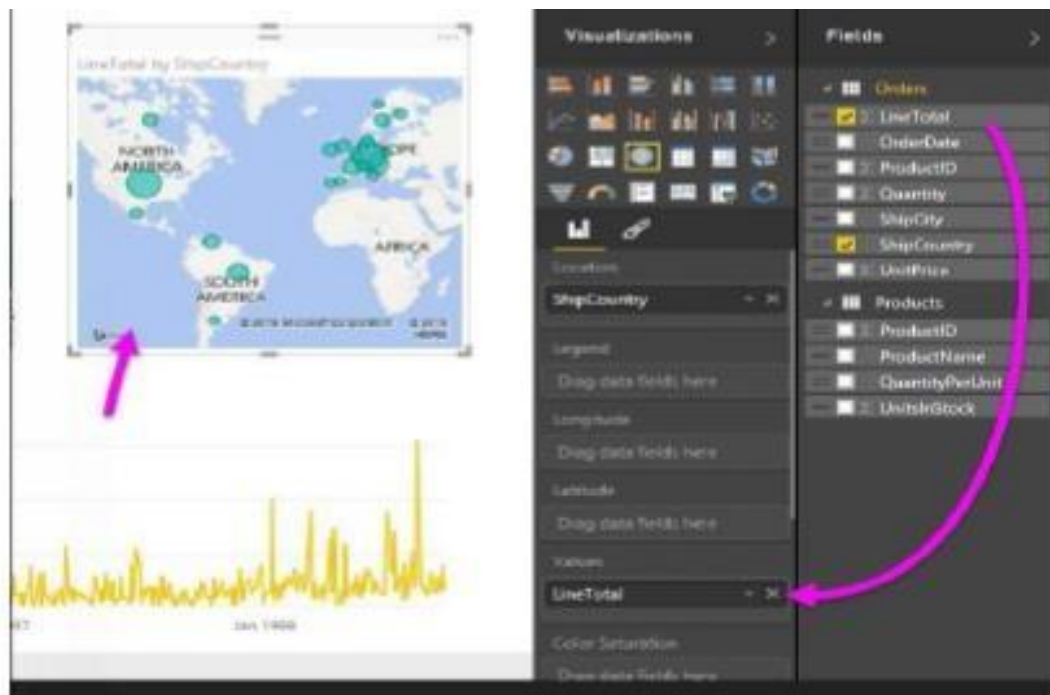 LineTotal by ShipCountry
NORTH
AMERICA
EUROPE
AFRICA
SOUTH
AMERICA
Jan 1998
Visualizations
Location
ShipCountry
Legend
Drag data fields here
Longitude
Drag data fields here
Latitude
Drag data fields here
Values
LineTotal
Color Saturation
Drag data fields here
Fields
Orders
LineTotal
OrderDate
ProductID
Quantity
ShipCity
ShipCountry
UnitPrice
Products
ProductID
ProductName
QuantityPerUnit
UnitsInStock